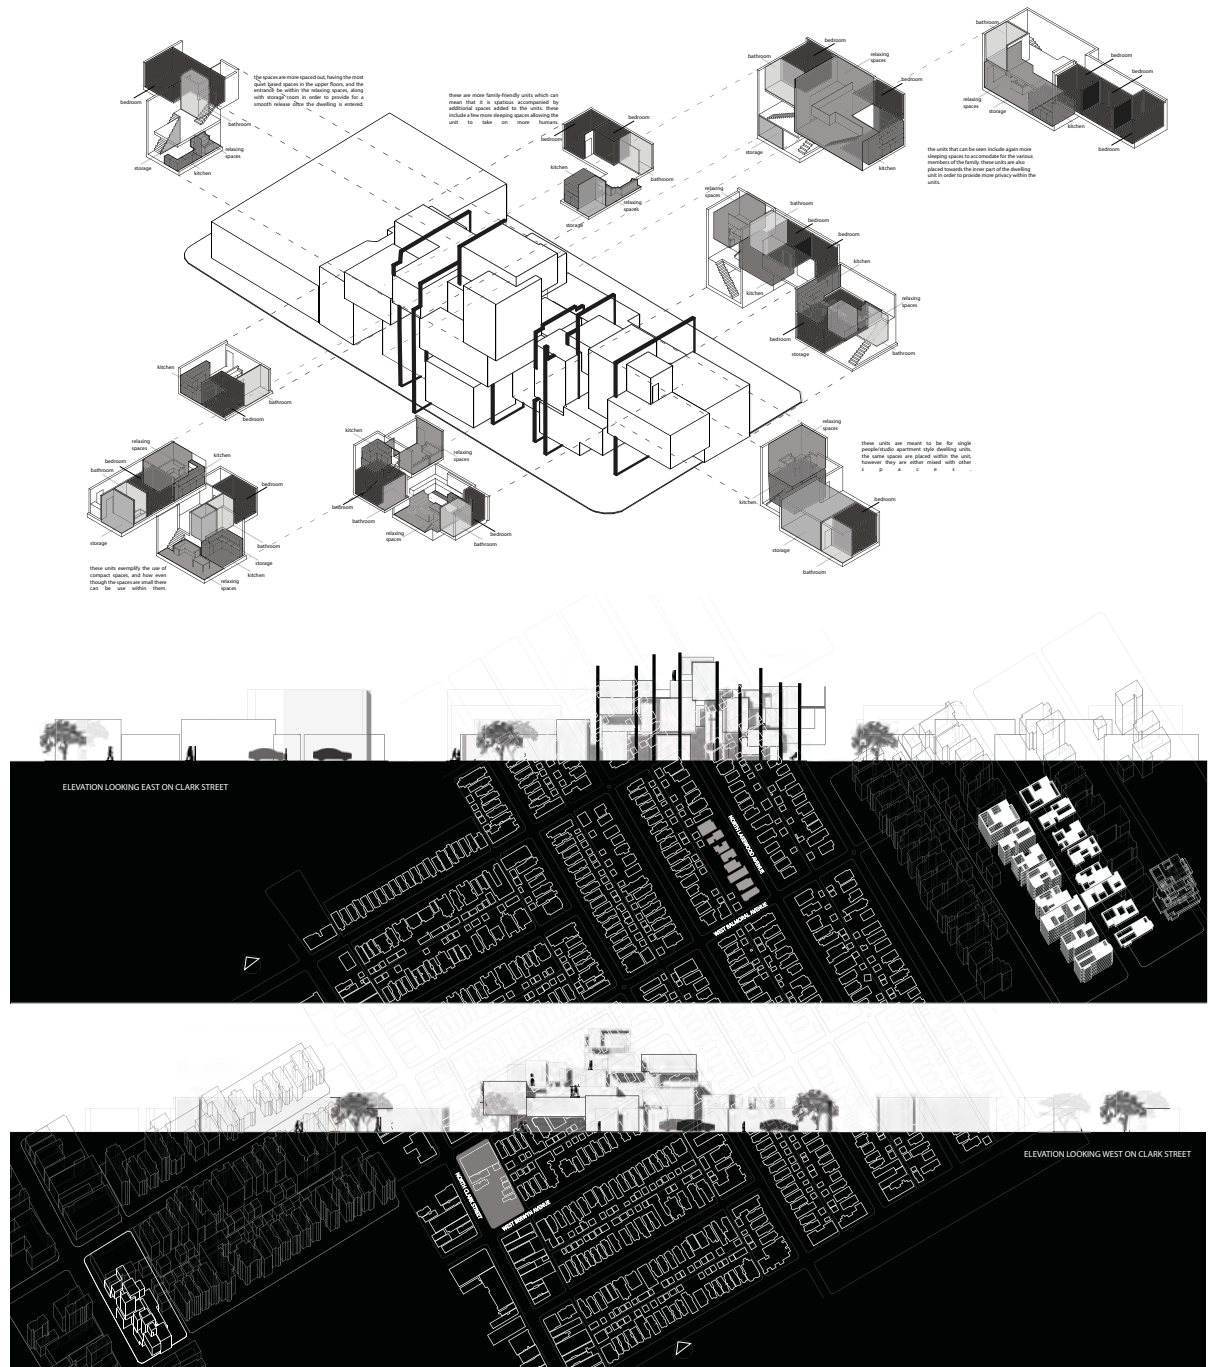 the spaces are more spaced out, having the most
quiet based spaces in the upper floors, and the
entrance be within the relaxing spaces, along
with storage room in order to provide for a
smooth release once the dwelling is entered.
bedroom
bathroom
relaxing
spaces
storage
kitchen
these are more family-friendly units which can
mean that it is spatious accompanied by
additional spaces added to the units. these
include a few more sleeping spaces allowing the
unit to take on more humans.
bedroom
bedroom
kitchen
bathroom
relaxing
spaces
storage
bedroom
bathroom
relaxing
spaces
bedroom
storage
kitchen
bathroom
bedroom
bedroom
relaxing
spaces
storage
kitchen
bedroom
the units that can be seen include again more
sleeping spaces to accomodate for the various
members of the family. these units are also
placed towards the inner part of the dwelling
unit in order to provide more privacy within the
units.
relaxing
spaces
bathroom
bedroom
bedroom
kitchen
kitchen
relaxing
spaces
bedroom
storage
bathroom
kitchen
bathroom
bedroom
relaxing
spaces
kitchen
bedroom
bathroom
bedroom
storage
bathroom
storage
kitchen
relaxing
spaces
these units exemplify the use of
compact spaces, and how even
though the spaces are small there
can be use within them.
kitchen
relaxing
spaces
bedroom
bathroom
relaxing
spaces
bedroom
bathroom
relaxing
spaces
kitchen
bedroom
storage
bathroom
these units are meant to be for single
people/studio apartment style dwelling units.
the same spaces are placed within the unit,
however they are either mixed with other
spaces.
ELEVATION LOOKING EAST ON CLARK STREET
NORTH LAKEWOOD AVENUE
WEST BALMORAL AVENUE
ELEVATION LOOKING WEST ON CLARK STREET
NORTH CLARK STREET
WEST BERWYN AVENUE